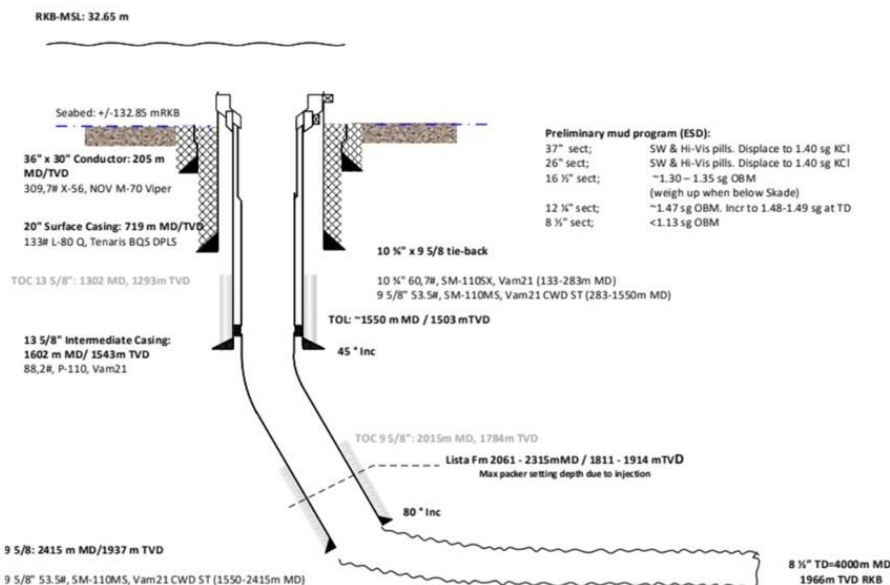 RKB-MSL: 32.65 m
Seabed: +/-132.85 mRKB
36" x 30" Conductor: 205 m
MD/TVD
309,7# X-56, NOV M-70 Viper
20" Surface Casing: 719 m MD/TVD
133# L-80 Q, Tenaris BQS DPLS
TOC 13 5/8": 1302 MD, 1293m TVD
13 5/8" Intermediate Casing:
1602 m MD/ 1543m TVD
88,2#, P-110, Vam21
Preliminary mud program (ESD):
37" sect; SW & Hi-Vis pills. Displace to 1.40 sg KCl
26" sect; SW & Hi-Vis pills. Displace to 1.40 sg KCl
16 ½" sect; ~1.30 – 1.35 sg OBM
(weigh up when below Skade)
12 ¼" sect; ~1.47 sg OBM. Incr to 1.48-1.49 sg at TD
8 ½" sect; <1.13 sg OBM
10 ¾" x 9 5/8 tie-back
10 ¾" 60,7#, SM-110SX, Vam21 (133-283m MD)
9 5/8" 53.5#, SM-110MS, Vam21 CWD ST (283-1550m MD)
TOL: ~1550 m MD / 1503 mTVD
45 ° Inc
TOC 9 5/8": 2015m MD, 1784m TVD
Lista Fm 2061 - 2315mMD / 1811 - 1914 mTVD
Max packer setting depth due to injection
80 ° Inc
9 5/8: 2415 m MD/1937 m TVD
9 5/8" 53.5#, SM-110MS, Vam21 CWD ST (1550-2415m MD)
8 ½" TD=4000m MD
1966m TVD RKB